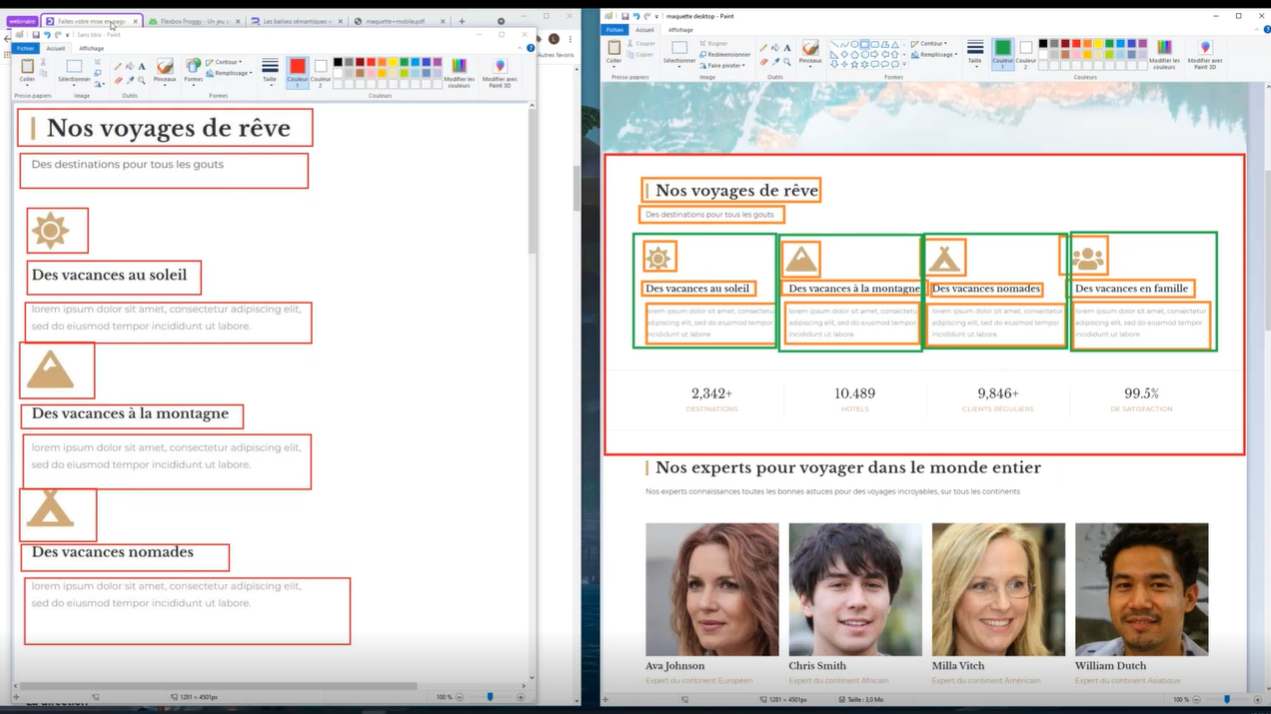 webinaire
Faites votre mise en page
Flexbox Froggy - Un jeu
Les balises sémantiques
maquette+mobile.pdf
Sans titre - Paint
Fichier
Accueil
Affichage
Autres favoris
Coller
Sélectionner
Pinceaux
Formes
Contour
Remplissage
Taille
Couleur 1
Couleur 2
Modifier les couleurs
Modifier avec Paint 3D
Presse-papiers
Image
Outils
Formes
Couleurs
Nos voyages de rêve
Des destinations pour tous les gouts
Des vacances au soleil
lorem ipsum dolor sit amet, consectetur adipiscing elit,
sed do eiusmod tempor incididunt ut labore.
Des vacances à la montagne
lorem ipsum dolor sit amet, consectetur adipiscing elit,
sed do eiusmod tempor incididunt ut labore.
Des vacances nomades
lorem ipsum dolor sit amet, consectetur adipiscing elit,
sed do eiusmod tempor incididunt ut labore.
1281 × 4501px
100 %
La direction
maquette desktop - Paint
Fichier
Accueil
Affichage
Coller
Couper
Copier
Sélectionner
Rogner
Redimensionner
Faire pivoter
Pinceaux
Contour
Remplissage
Taille
Couleur 1
Couleur 2
Modifier les couleurs
Modifier avec Paint 3D
Presse-papiers
Image
Outils
Formes
Couleurs
Nos voyages de rêve
Des destinations pour tous les gouts
Des vacances au soleil
lorem ipsum dolor sit amet, consectetur
adipiscing elit, sed do eiusmod tempor
incididunt ut labore
Des vacances à la montagne
lorem ipsum dolor sit amet, consectetur
adipiscing elit, sed do eiusmod tempor
incididunt ut labore
Des vacances nomades
lorem ipsum dolor sit amet, consectetur
adipiscing elit, sed do eiusmod tempor
incididunt ut labore
Des vacances en famille
lorem ipsum dolor sit amet, consectetur
adipiscing elit, sed do eiusmod tempor
incididunt ut labore
2,342+
DESTINATIONS
10.489
HOTELS
9,846+
CLIENTS RÉGULIERS
99.5%
DE SATISFACTION
Nos experts pour voyager dans le monde entier
Nos experts connaissances toutes les bonnes astuces pour des voyages incroyables, sur tous les continents
Ava Johnson
Expert du continent Européen
Chris Smith
Expert du continent Africain
Milla Vitch
Expert du continent Américain
William Dutch
Expert du continent Asiatique
1281 × 4501px
Taille : 3,0 Mo
100 %